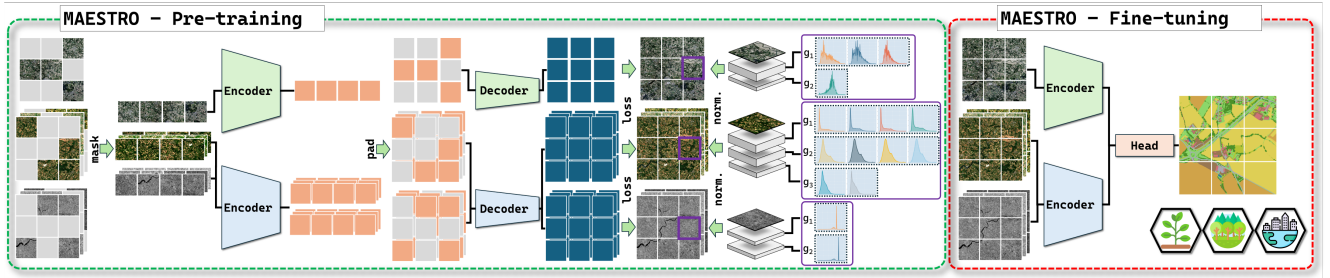 MAESTRO - Pre-training
MAESTRO - Fine-tuning
mask
Encoder
Encoder
pad
Decoder
Decoder
loss
loss
norm.
norm.
g₁
g₂
g₁
g₂
g₃
g₁
g₂
Encoder
Encoder
Head